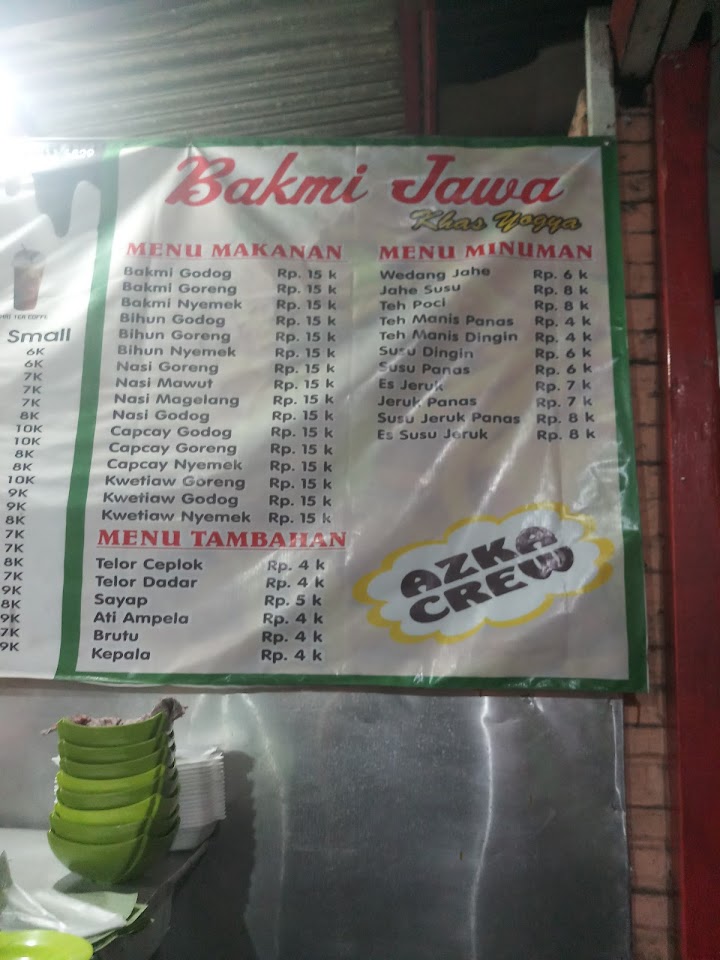 Bakmi Jawa
Khas Yogya
MENU MAKANAN
Bakmi Godog Rp. 15 k
Bakmi Goreng Rp. 15 k
Bakmi Nyemek Rp. 15 k
Bihun Godog Rp. 15 k
Bihun Goreng Rp. 15 k
Bihun Nyemek Rp. 15 k
Nasi Goreng Rp. 15 k
Nasi Mawut Rp. 15 k
Nasi Magelang Rp. 15 k
Nasi Godog Rp. 15 k
Capcay Godog Rp. 15 k
Capcay Goreng Rp. 15 k
Capcay Nyemek Rp. 15 k
Kwetiaw Goreng Rp. 15 k
Kwetiaw Godog Rp. 15 k
Kwetiaw Nyemek Rp. 15 k
MENU TAMBAHAN
Telor Ceplok Rp. 4 k
Telor Dadar Rp. 4 k
Sayap Rp. 5 k
Ati Ampela Rp. 4 k
Brutu Rp. 4 k
Kepala Rp. 4 k
MENU MINUMAN
Wedang Jahe Rp. 6 k
Jahe Susu Rp. 8 k
Teh Poci Rp. 8 k
Teh Manis Panas Rp. 4 k
Teh Manis Dingin Rp. 4 k
Susu Dingin Rp. 6 k
Susu Panas Rp. 6 k
Es Jeruk Rp. 7 k
Jeruk Panas Rp. 7 k
Susu Jeruk Panas Rp. 8 k
Es Susu Jeruk Rp. 8 k
AZKA
CREW
Small
6K
6K
7K
7K
7K
8K
10K
10K
8K
8K
10K
9K
9K
8K
7K
7K
8K
7K
9K
8K
9K
7K
9K